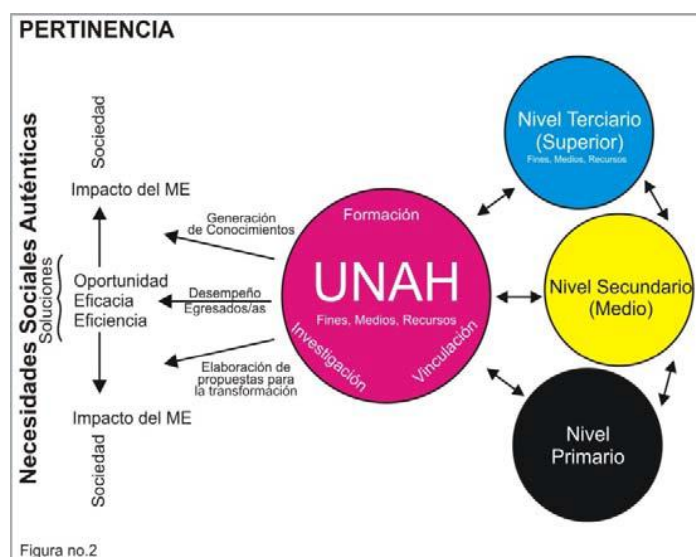 PERTINENCIA
Necesidades Sociales Auténticas
Sociedad
Impacto del ME
Soluciones
Oportunidad
Eficacia
Eficiencia
Impacto del ME
Sociedad
Generación
de Conocimientos
Desempeño
Egresados/as
Elaboración de
propuestas para
la transformación
Formación
UNAH
Fines, Medios, Recursos
Investigación
Vinculación
Nivel Terciario
(Superior)
Fines, Medios, Recursos
Nivel Secundario
(Medio)
Nivel
Primario
Figura no.2